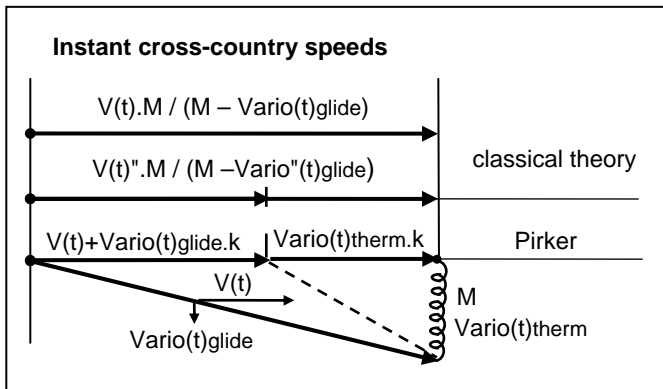 Instant cross-country speeds
V(t).M / (M – Vario(t)glide)
classical theory
V(t)".M / (M –Vario"(t)glide)
V(t)+Vario(t)glide.k
Vario(t)therm.k
Pirker
V(t)
M
Vario(t)glide
Vario(t)therm